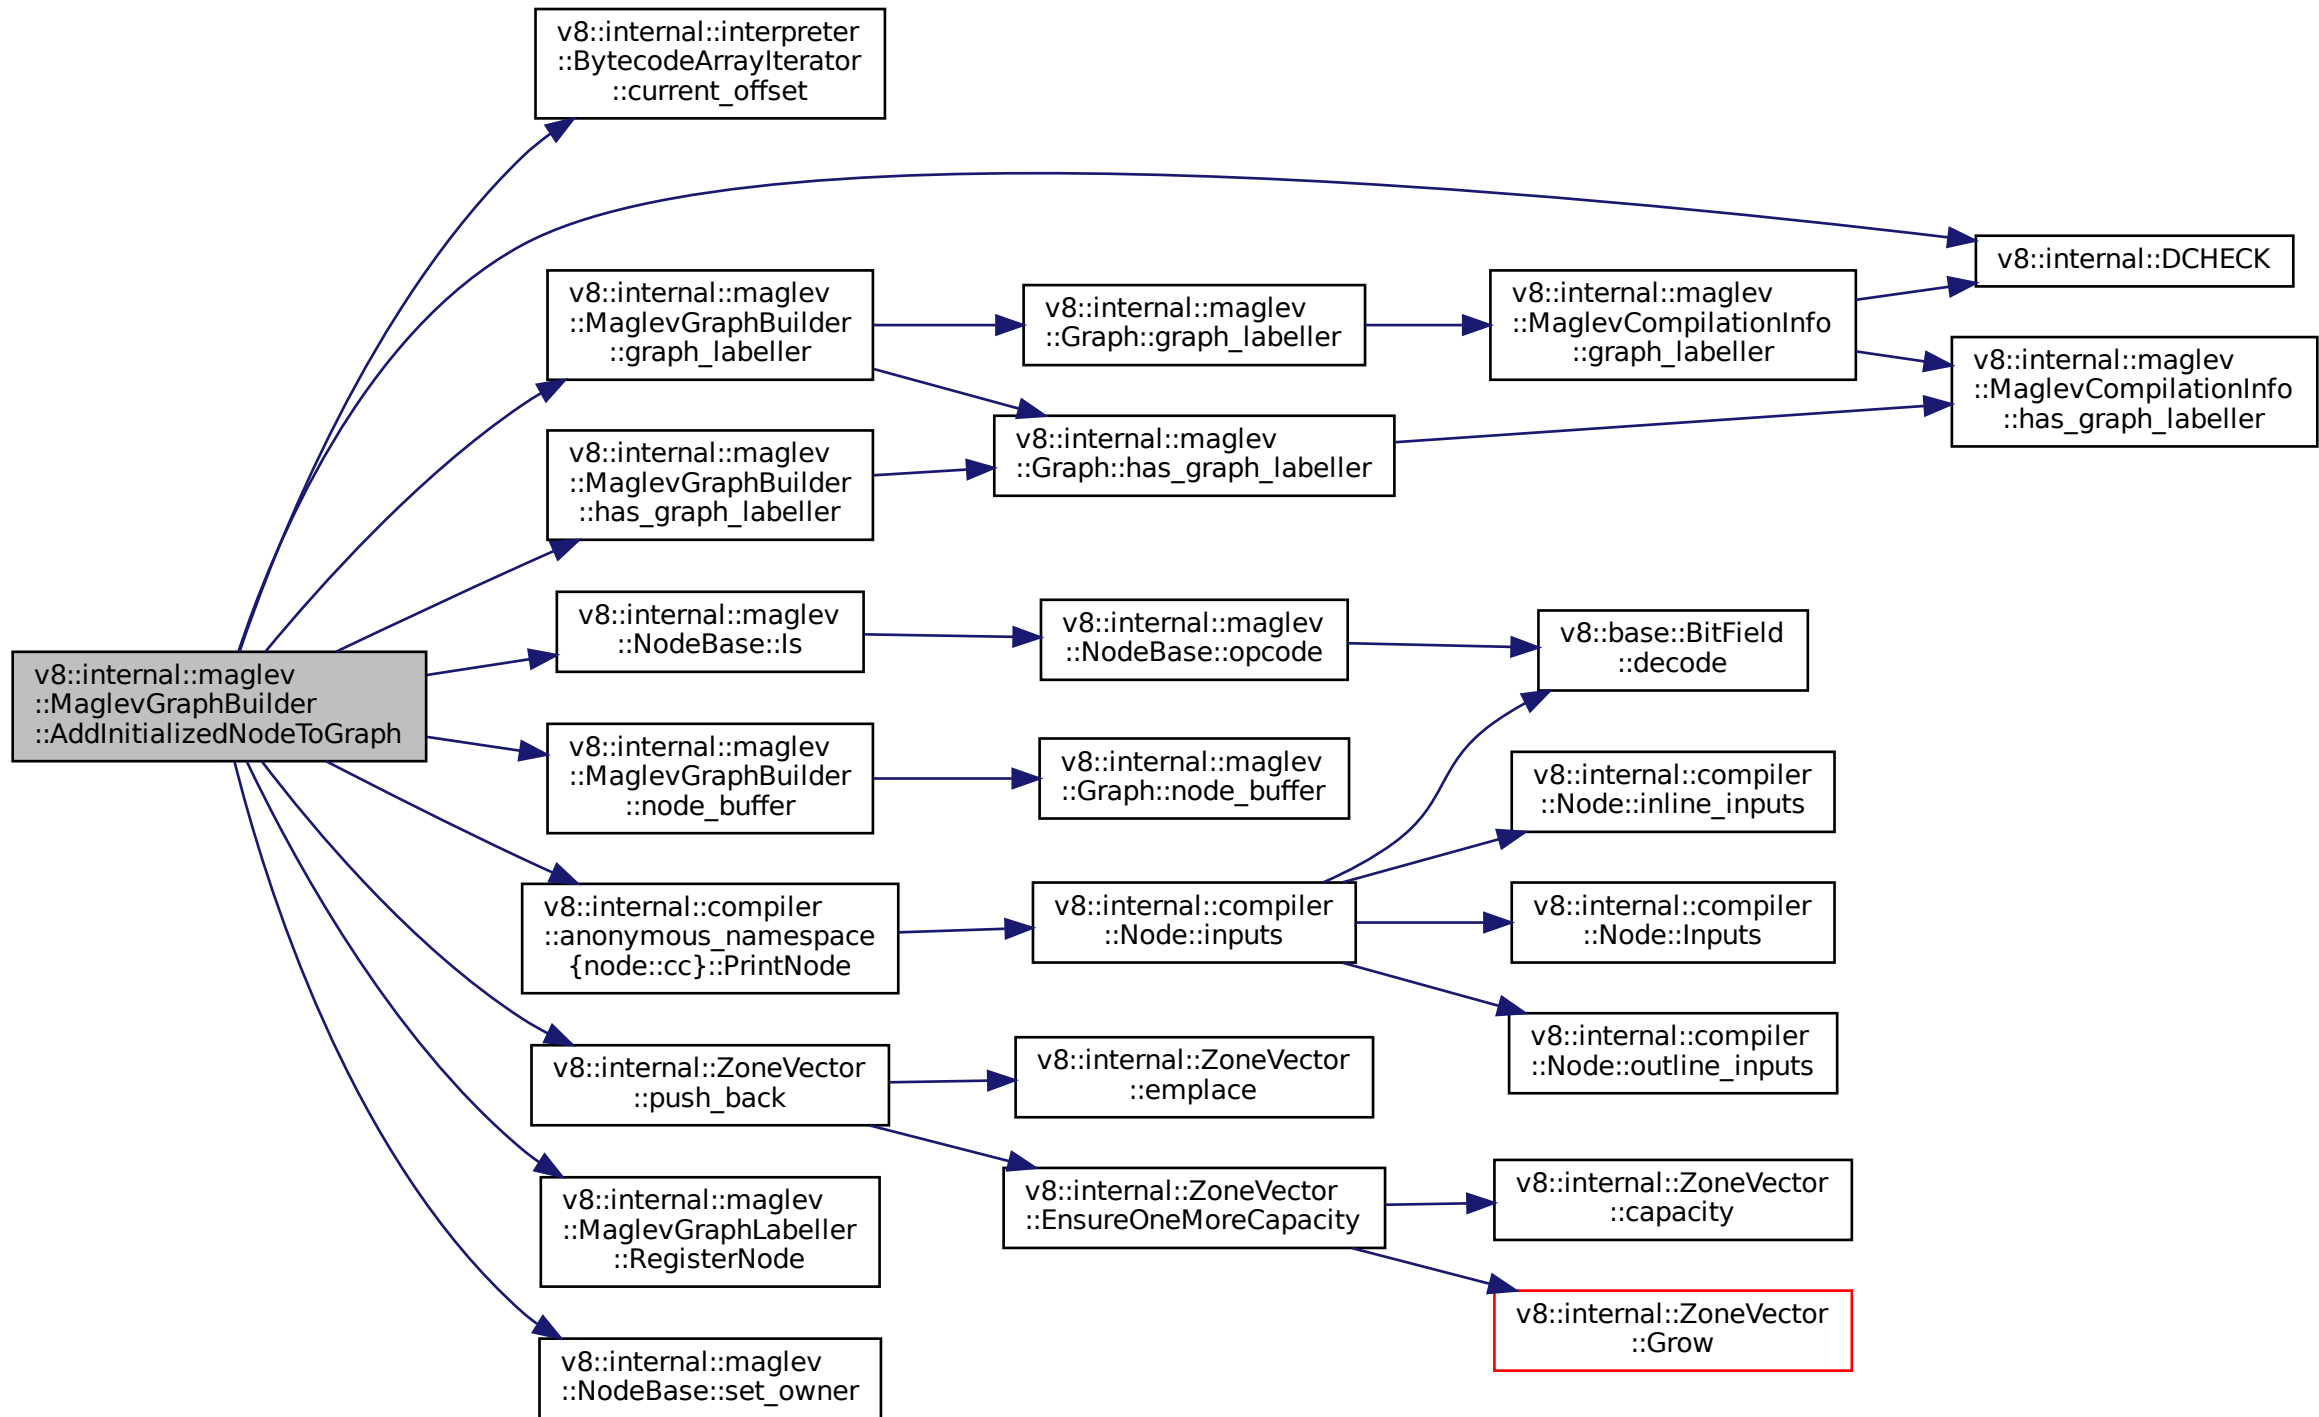 v8::internal::interpreter
::BytecodeArrayIterator
::current_offset
v8::internal::DCHECK
v8::internal::maglev
::MaglevGraphBuilder
::graph_labeller
v8::internal::maglev
::Graph::graph_labeller
v8::internal::maglev
::MaglevCompilationInfo
::graph_labeller
v8::internal::maglev
::MaglevCompilationInfo
::has_graph_labeller
v8::internal::maglev
::Graph::has_graph_labeller
v8::internal::maglev
::MaglevGraphBuilder
::has_graph_labeller
v8::internal::maglev
::NodeBase::Is
v8::internal::maglev
::NodeBase::opcode
v8::base::BitField
::decode
v8::internal::maglev
::MaglevGraphBuilder
::AddInitializedNodeToGraph
v8::internal::maglev
::MaglevGraphBuilder
::node_buffer
v8::internal::maglev
::Graph::node_buffer
v8::internal::compiler
::Node::inline_inputs
v8::internal::compiler
::anonymous_namespace
{node::cc}::PrintNode
v8::internal::compiler
::Node::inputs
v8::internal::compiler
::Node::Inputs
v8::internal::compiler
::Node::outline_inputs
v8::internal::ZoneVector
::push_back
v8::internal::ZoneVector
::emplace
v8::internal::ZoneVector
::EnsureOneMoreCapacity
v8::internal::ZoneVector
::capacity
v8::internal::maglev
::MaglevGraphLabeller
::RegisterNode
v8::internal::ZoneVector
::Grow
v8::internal::maglev
::NodeBase::set_owner